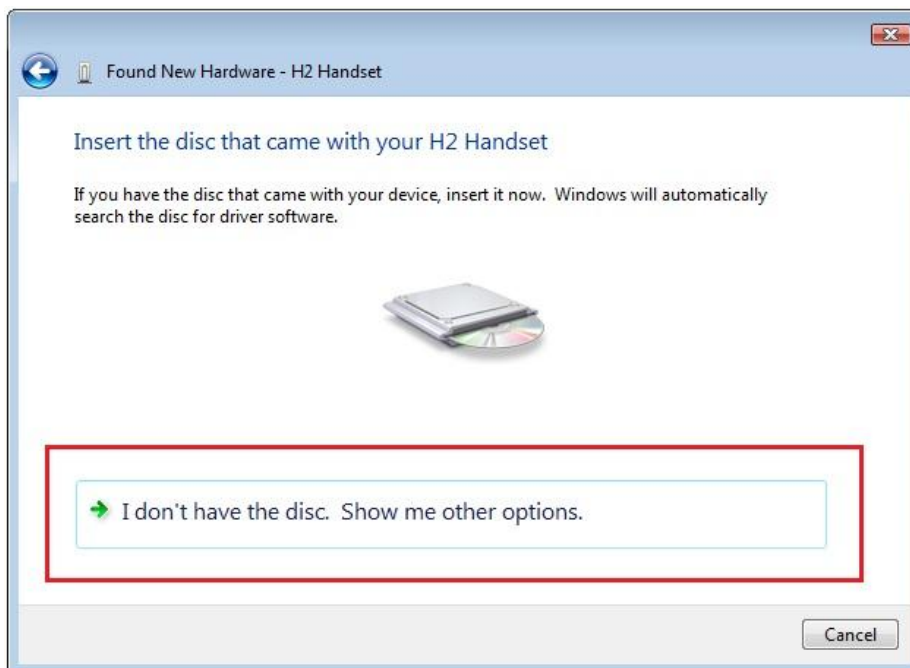 Found New Hardware - H2 Handset
Insert the disc that came with your H2 Handset
If you have the disc that came with your device, insert it now.  Windows will automatically
search the disc for driver software.
I don't have the disc.  Show me other options.
Cancel